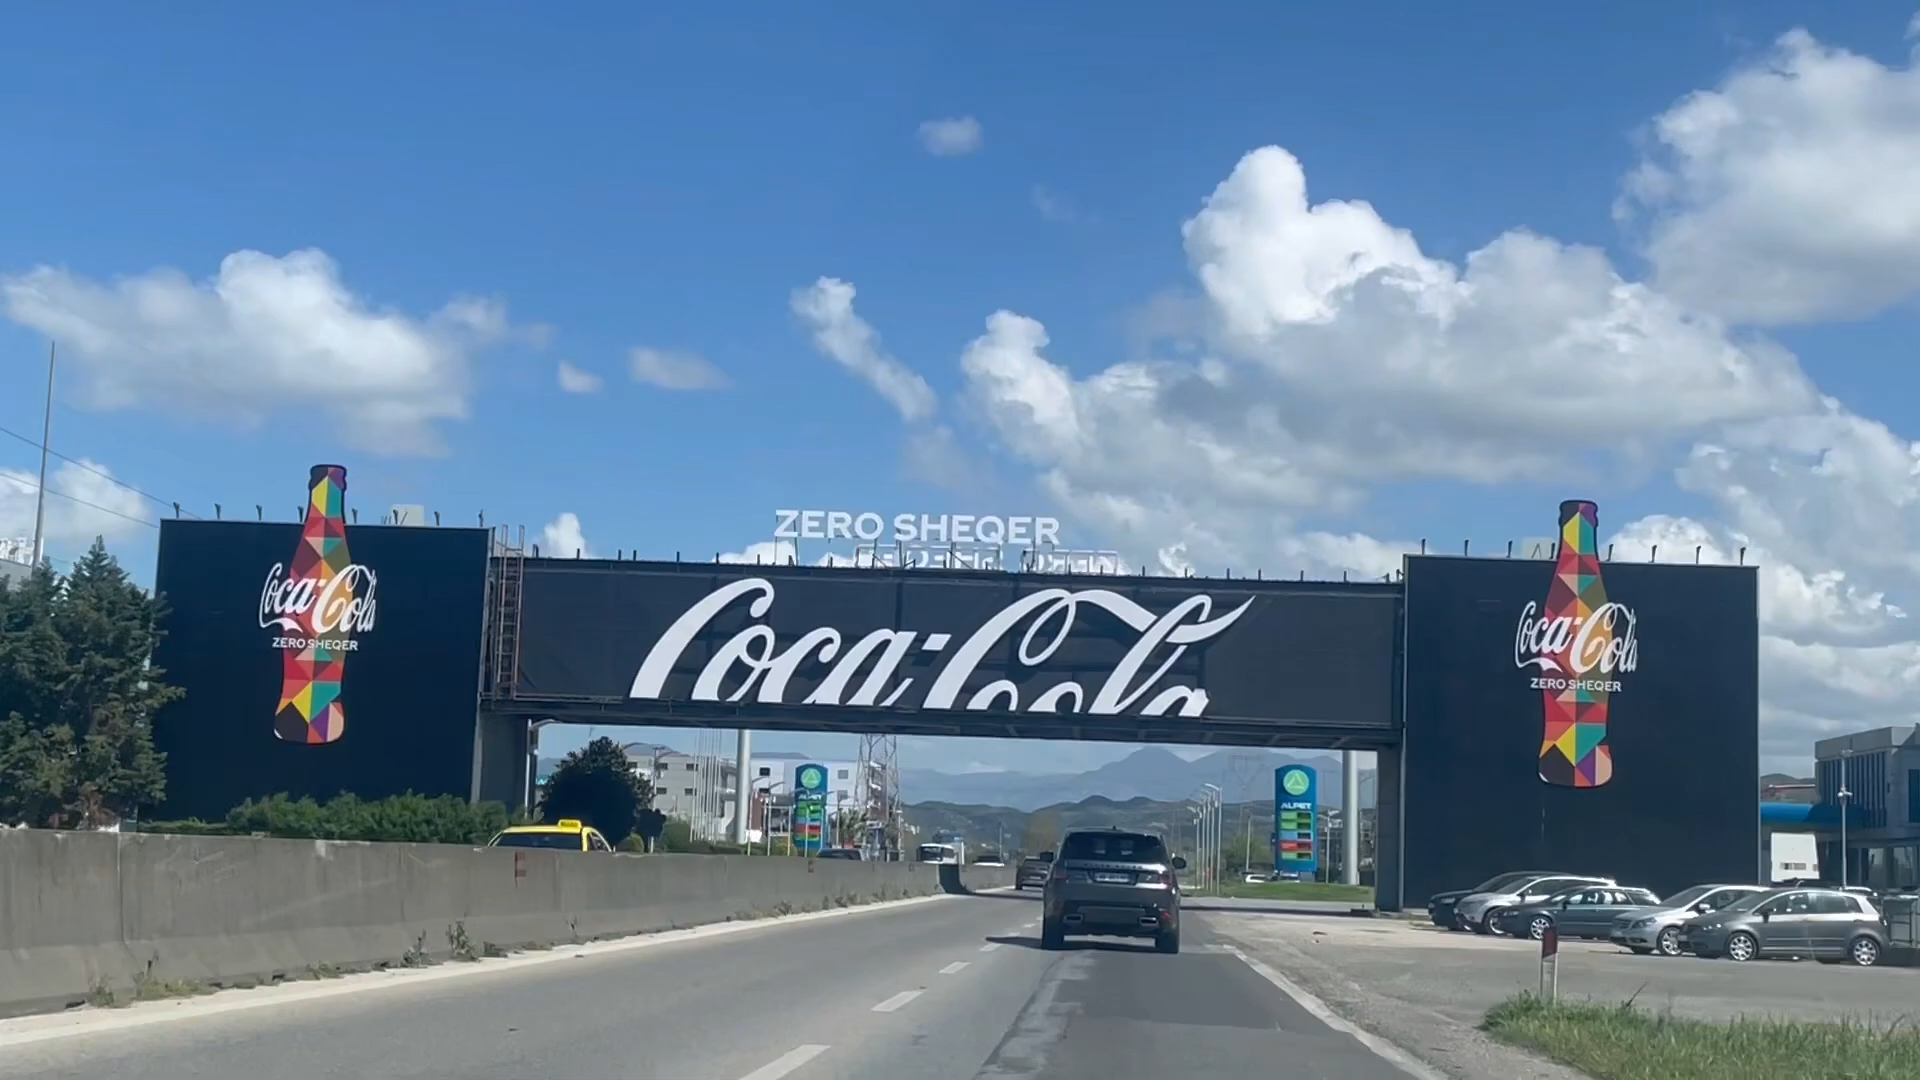 ZERO SHEQER
Coca-Cola
Coca-Cola
ZERO SHEQER
Coca-Cola
ZERO SHEQER
ALPET
ALPET